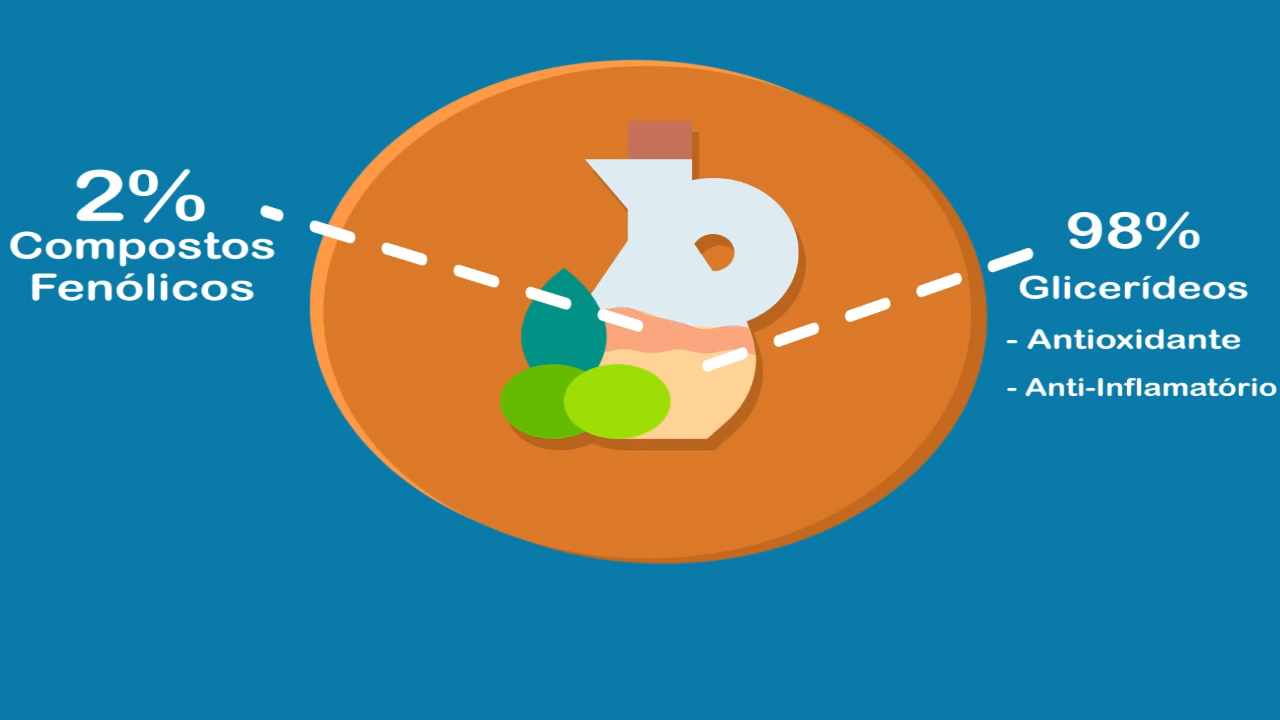 2%
Compostos
Fenólicos
98%
Glicerídeos
- Antioxidante
- Anti-Inflamatório